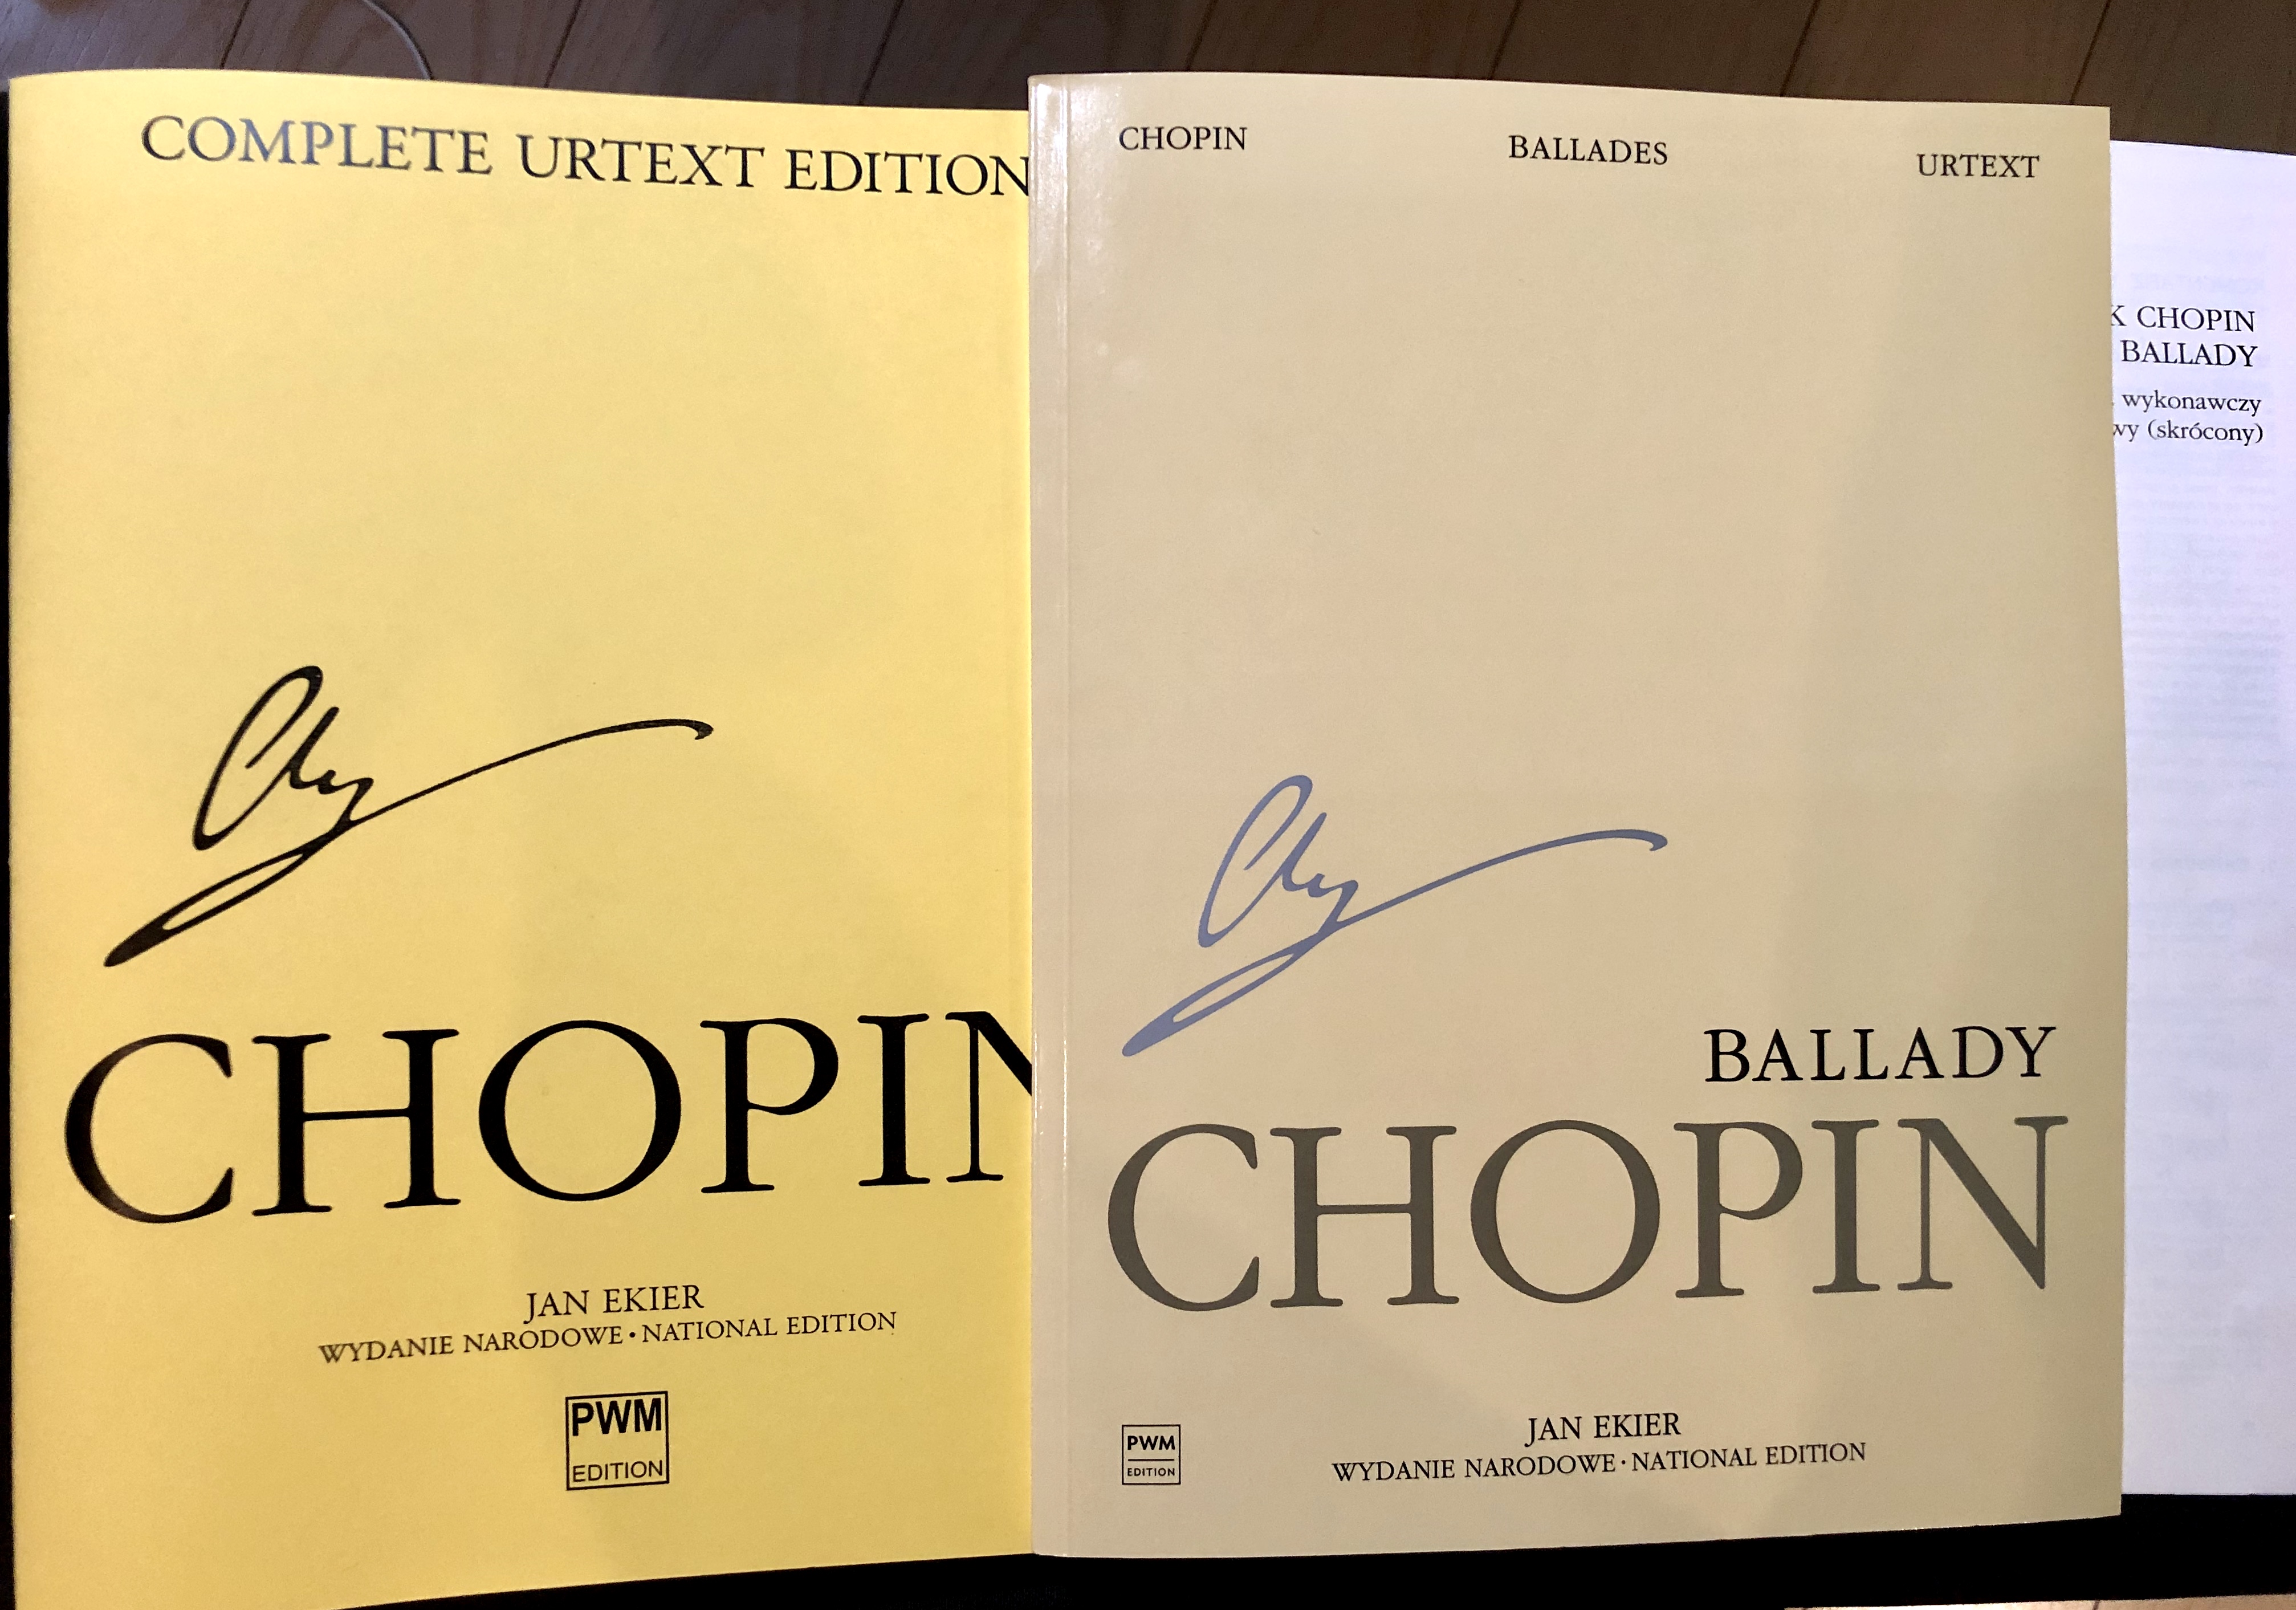 COMPLETE URTEXT EDITION
CHOPIN
JAN EKIER
WYDANIE NARODOWE • NATIONAL EDITION
PWM
EDITION
CHOPIN BALLADES URTEXT
BALLADY
CHOPIN
JAN EKIER
WYDANIE NARODOWE • NATIONAL EDITION
PWM
EDITION
K CHOPIN
BALLADY
wykonawczy
wy (skrócony)